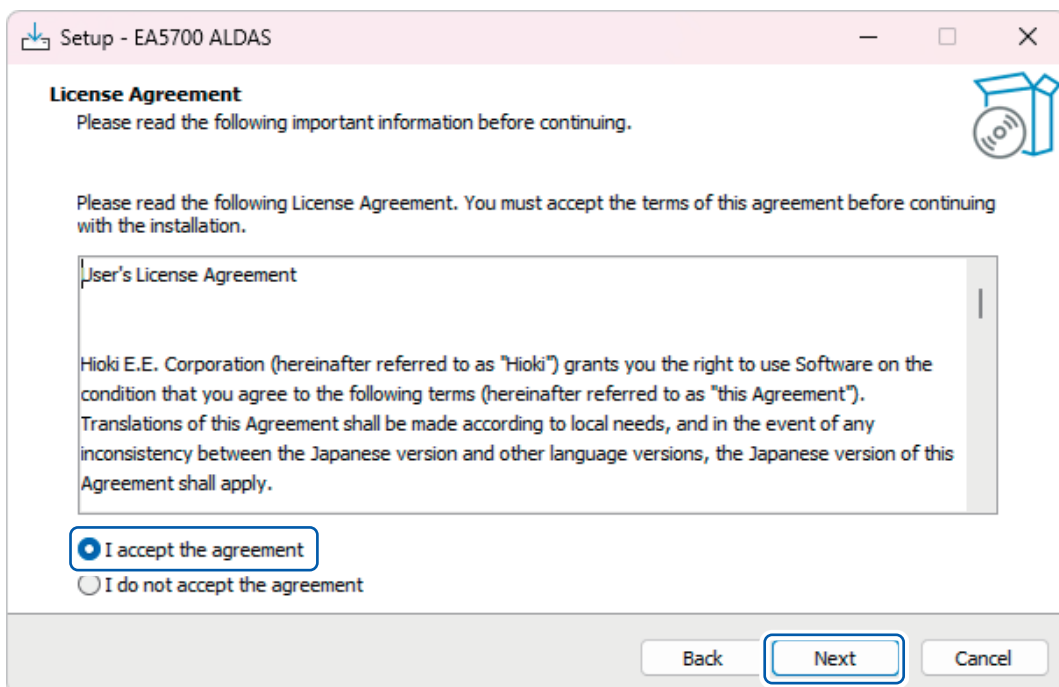 Setup - EA5700 ALDAS
License Agreement
Please read the following important information before continuing.
Please read the following License Agreement. You must accept the terms of this agreement before continuing
with the installation.
User's License Agreement
Hioki E.E. Corporation (hereinafter referred to as "Hioki") grants you the right to use Software on the
condition that you agree to the following terms (hereinafter referred to as "this Agreement").
Translations of this Agreement shall be made according to local needs, and in the event of any
inconsistency between the Japanese version and other language versions, the Japanese version of this
Agreement shall apply.
I accept the agreement
I do not accept the agreement
Back Next Cancel